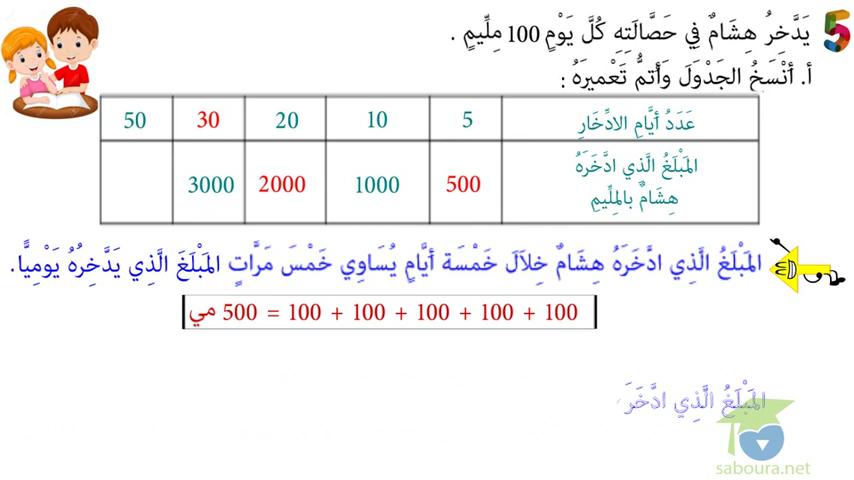 5 يَدَّخِرُ هِشَامٌ فِي حَصَّالَتِهِ كُلَّ يَوْمٍ 100 مِلِّيمٍ .
أ. أَنْسَخُ الجَدْوَلَ وَأُتمُّ تَعْمِيرَهُ :
عَدَدُ أَيَّامِ الادِّخَارِ 5 10 20 30 50
المَبْلَغُ الَّذِي ادَّخَرَهُ
هِشَامٌ بالمِلِّيمِ 500 1000 2000 3000
المَبْلَغُ الَّذِي ادَّخَرَهُ هِشَامٌ خِلاَلَ خَمْسَة أَيَّامٍ يُسَاوِي خَمْسَ مَرَّاتٍ المَبْلَغَ الَّذِي يَدَّخِرُهُ يَوْمِيًّا.
100 + 100 + 100 + 100 + 100 = 500 مي
المَبْلَغُ الَّذِي ادَّخَرَ
saboura.net